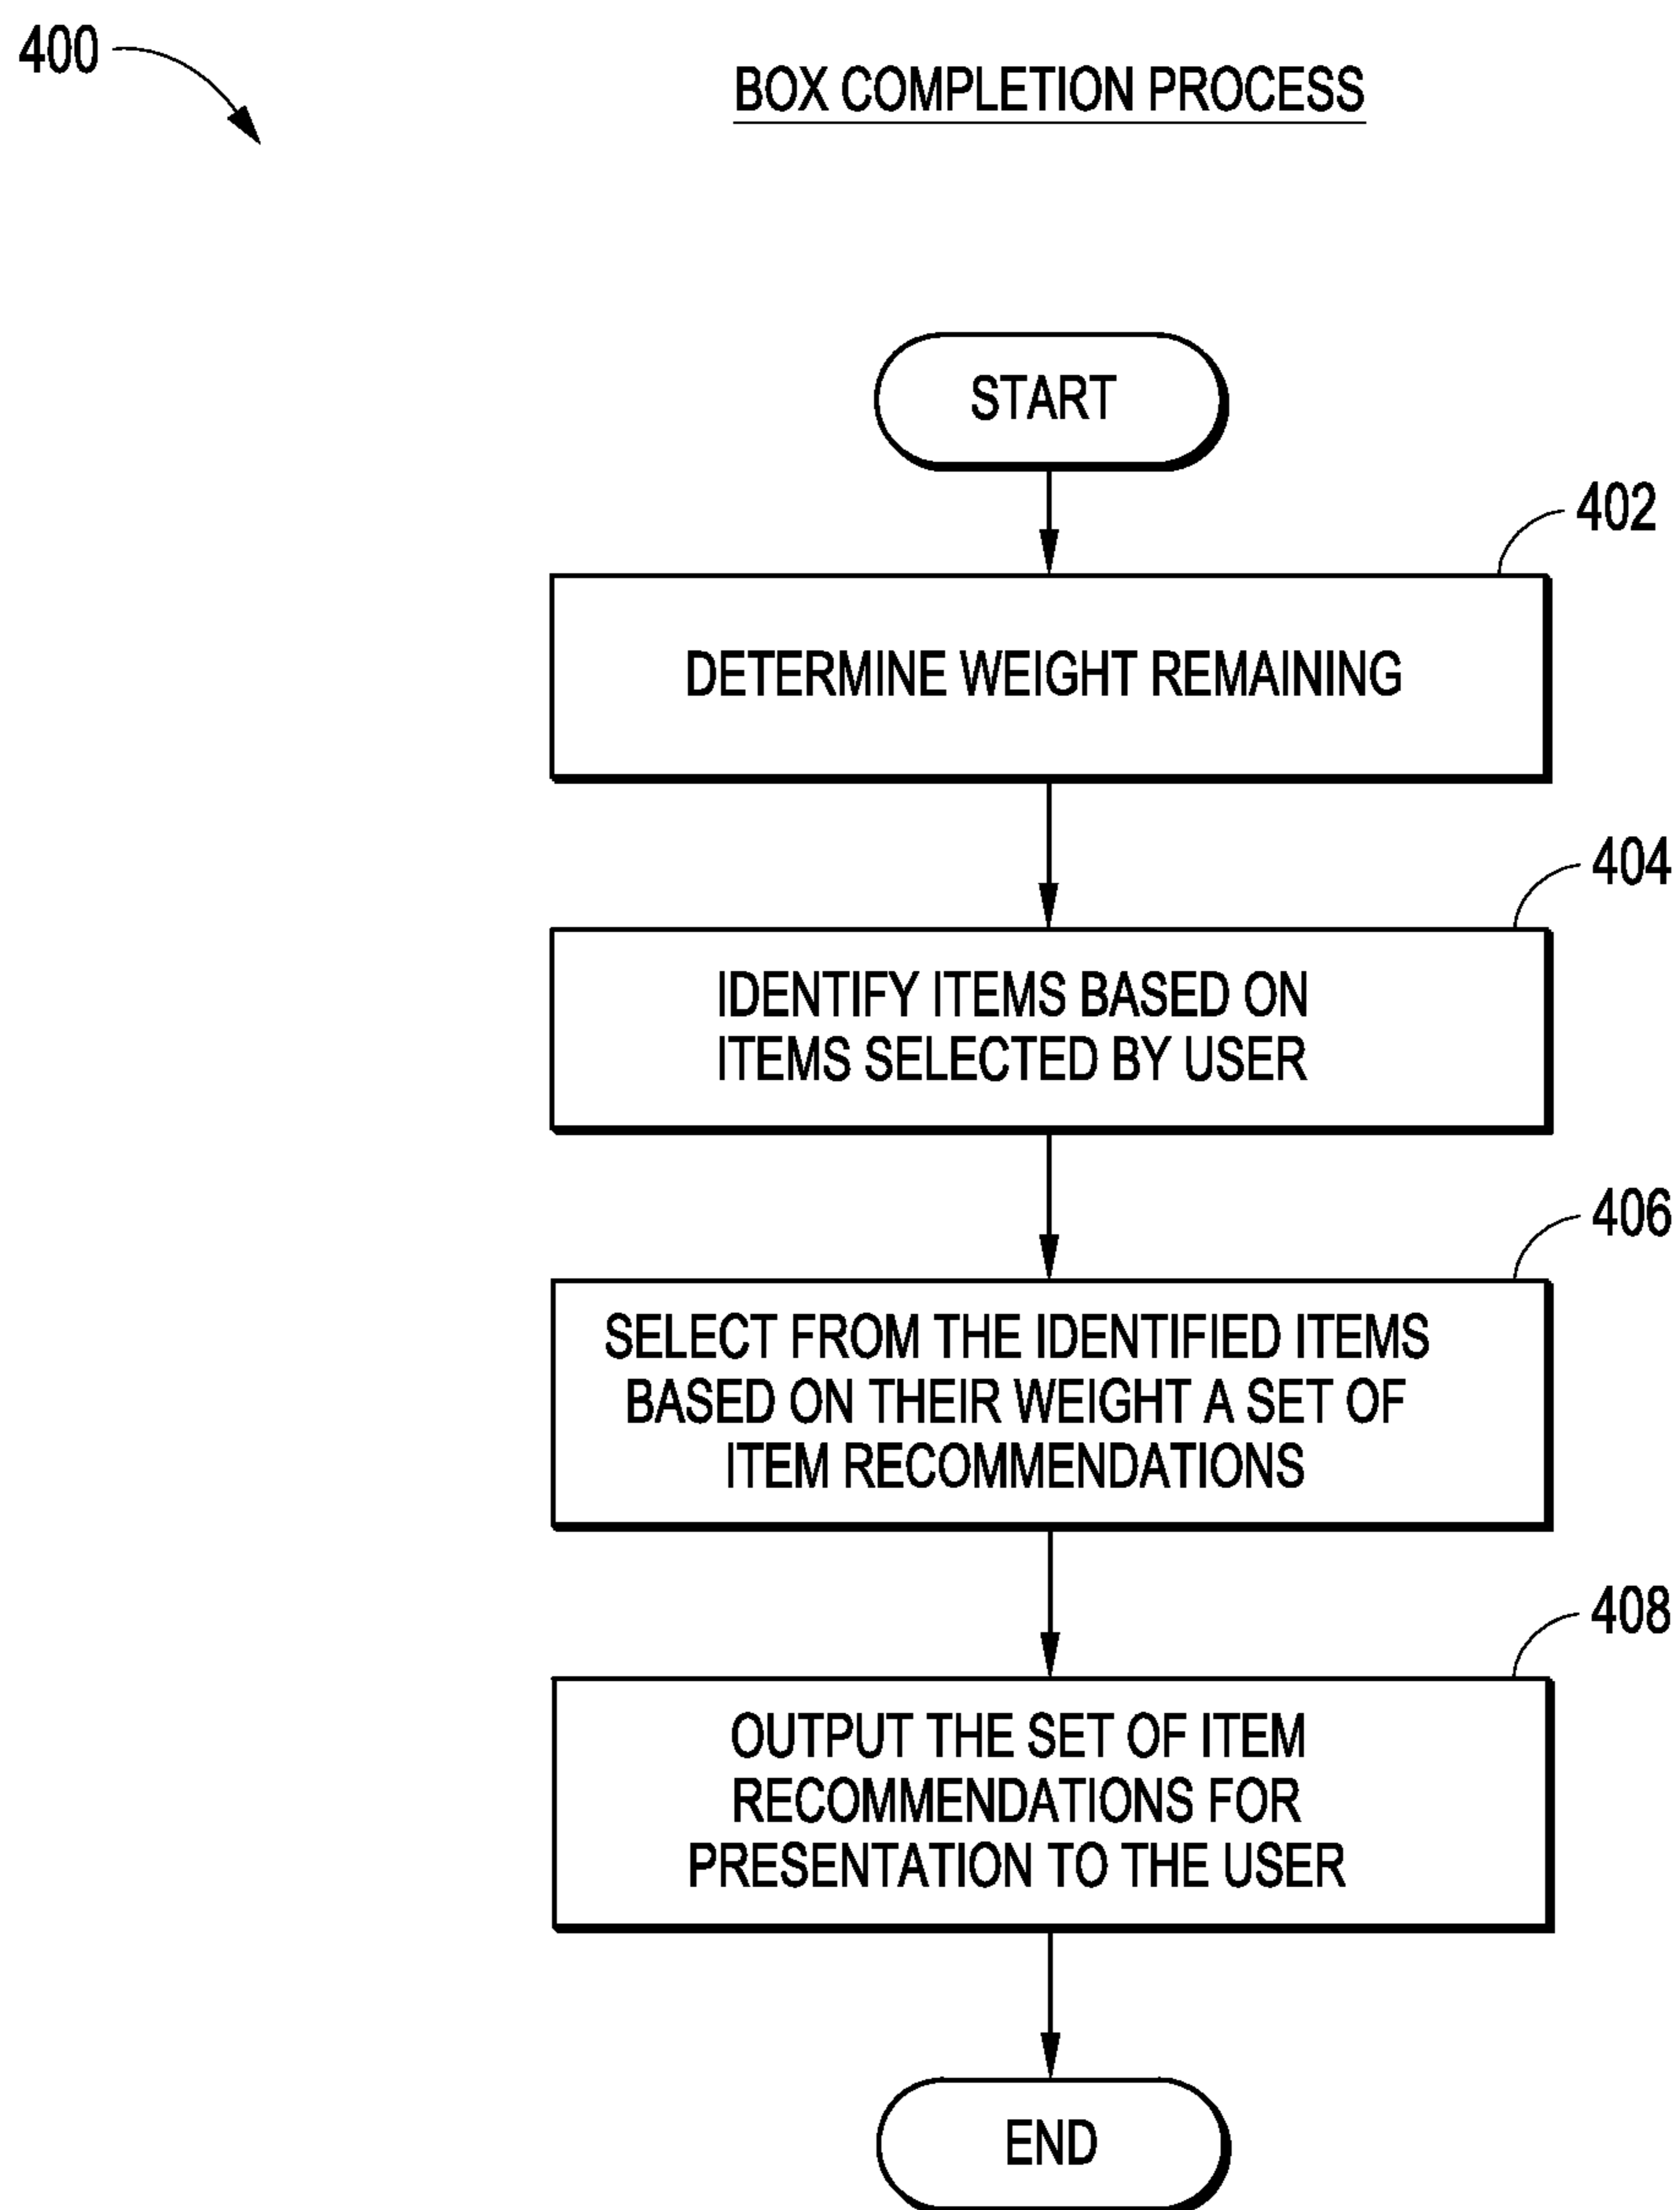 400
BOX COMPLETION PROCESS
START
402
DETERMINE WEIGHT REMAINING
404
IDENTIFY ITEMS BASED ON
ITEMS SELECTED BY USER
406
SELECT FROM THE IDENTIFIED ITEMS
BASED ON THEIR WEIGHT A SET OF
ITEM RECOMMENDATIONS
408
OUTPUT THE SET OF ITEM
RECOMMENDATIONS FOR
PRESENTATION TO THE USER
END